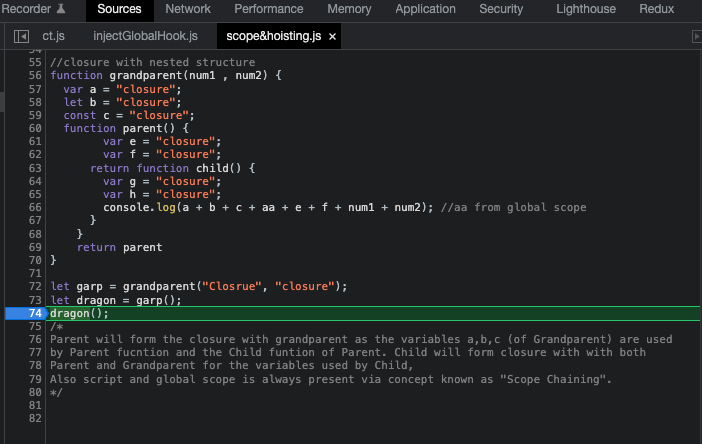 Recorder Sources Network Performance Memory Application Security Lighthouse Redux
ct.js injectGlobalHook.js scope&hoisting.js ×
54
55 //closure with nested structure
56 function grandparent(num1 , num2) {
57 var a = "closure";
58 let b = "closure";
59 const c = "closure";
60 function parent() {
61 var e = "closure";
62 var f = "closure";
63 return function child() {
64 var g = "closure";
65 var h = "closure";
66 console.log(a + b + c + aa + e + f + num1 + num2); //aa from global scope
67 }
68 }
69 return parent
70 }
71
72 let garp = grandparent("Closrue", "closure");
73 let dragon = garp();
74 dragon();
75 /*
76 Parent will form the closure with grandparent as the variables a,b,c (of Grandparent) are used
77 by Parent fucntion and the Child funtion of Parent. Child will form closure with with both
78 Parent and Grandparent for the variables used by Child,
79 Also script and global scope is always present via concept known as "Scope Chaining".
80 */
81
82